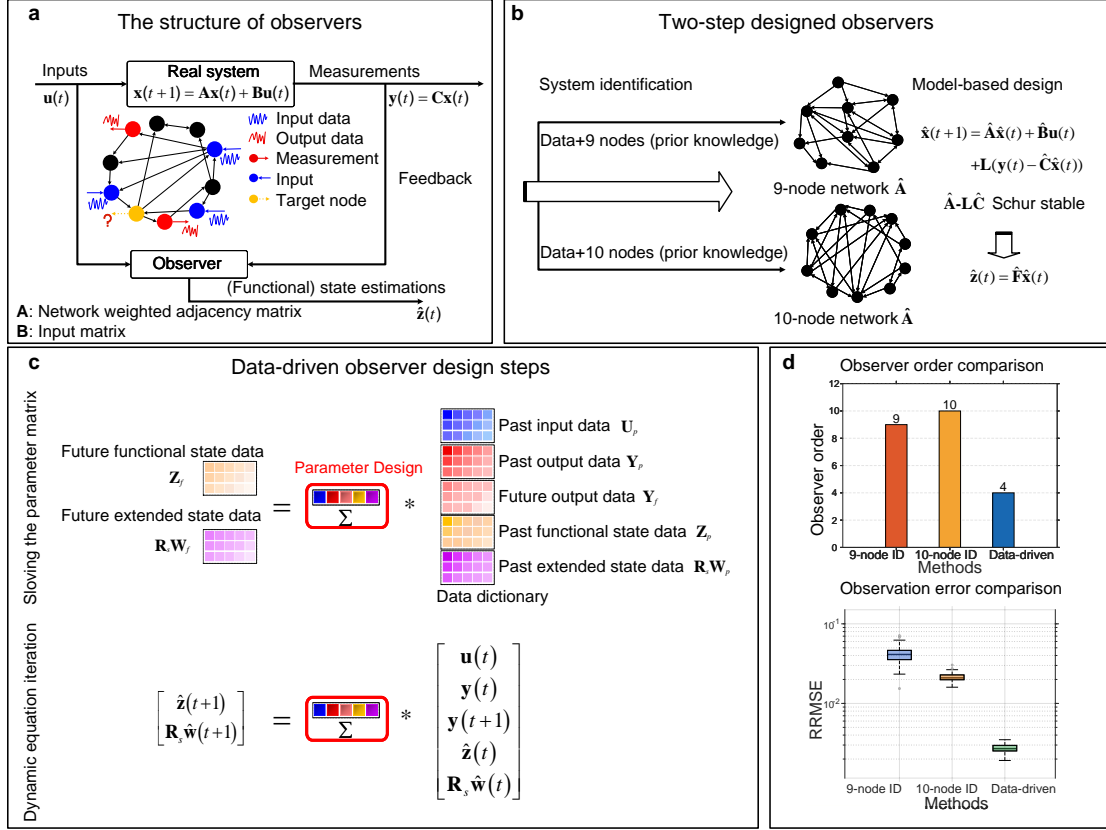 a
The structure of observers
Inputs
u(t)
Real system
x(t+1) = Ax(t)+Bu(t)
Measurements
y(t) = Cx(t)
Input data
Output data
Measurement
Input
Target node
?
Feedback
Observer
(Functional) state estimations
ẑ(t)
A: Network weighted adjacency matrix
B: Input matrix
b
Two-step designed observers
System identification
Data+9 nodes (prior knowledge)
Data+10 nodes (prior knowledge)
9-node network Â
10-node network Â
Model-based design
x̂(t+1) = Âx̂(t)+B̂u(t)
+L(y(t)−Ĉx̂(t))
Â-LĈ Schur stable
ẑ(t) = F̂x̂(t)
c
Data-driven observer design steps
Sloving the parameter matrix
Future functional state data
Z_f
Future extended state data
R_sW_f
=
Parameter Design
Σ
*
Past input data U_p
Past output data Y_p
Future output data Y_f
Past functional state data Z_p
Past extended state data R_sW_p
Data dictionary
Dynamic equation iteration
ẑ(t+1)
R_sŵ(t+1)
=
Σ
*
u(t)
y(t)
y(t+1)
ẑ(t)
R_sŵ(t)
d
Observer order comparison
Observer order
12
10
8
6
4
2
0
9
10
4
9-node ID 10-node ID Data-driven
Methods
Observation error comparison
RRMSE
10^-1
10^-2
9-node ID 10-node ID Data-driven
Methods